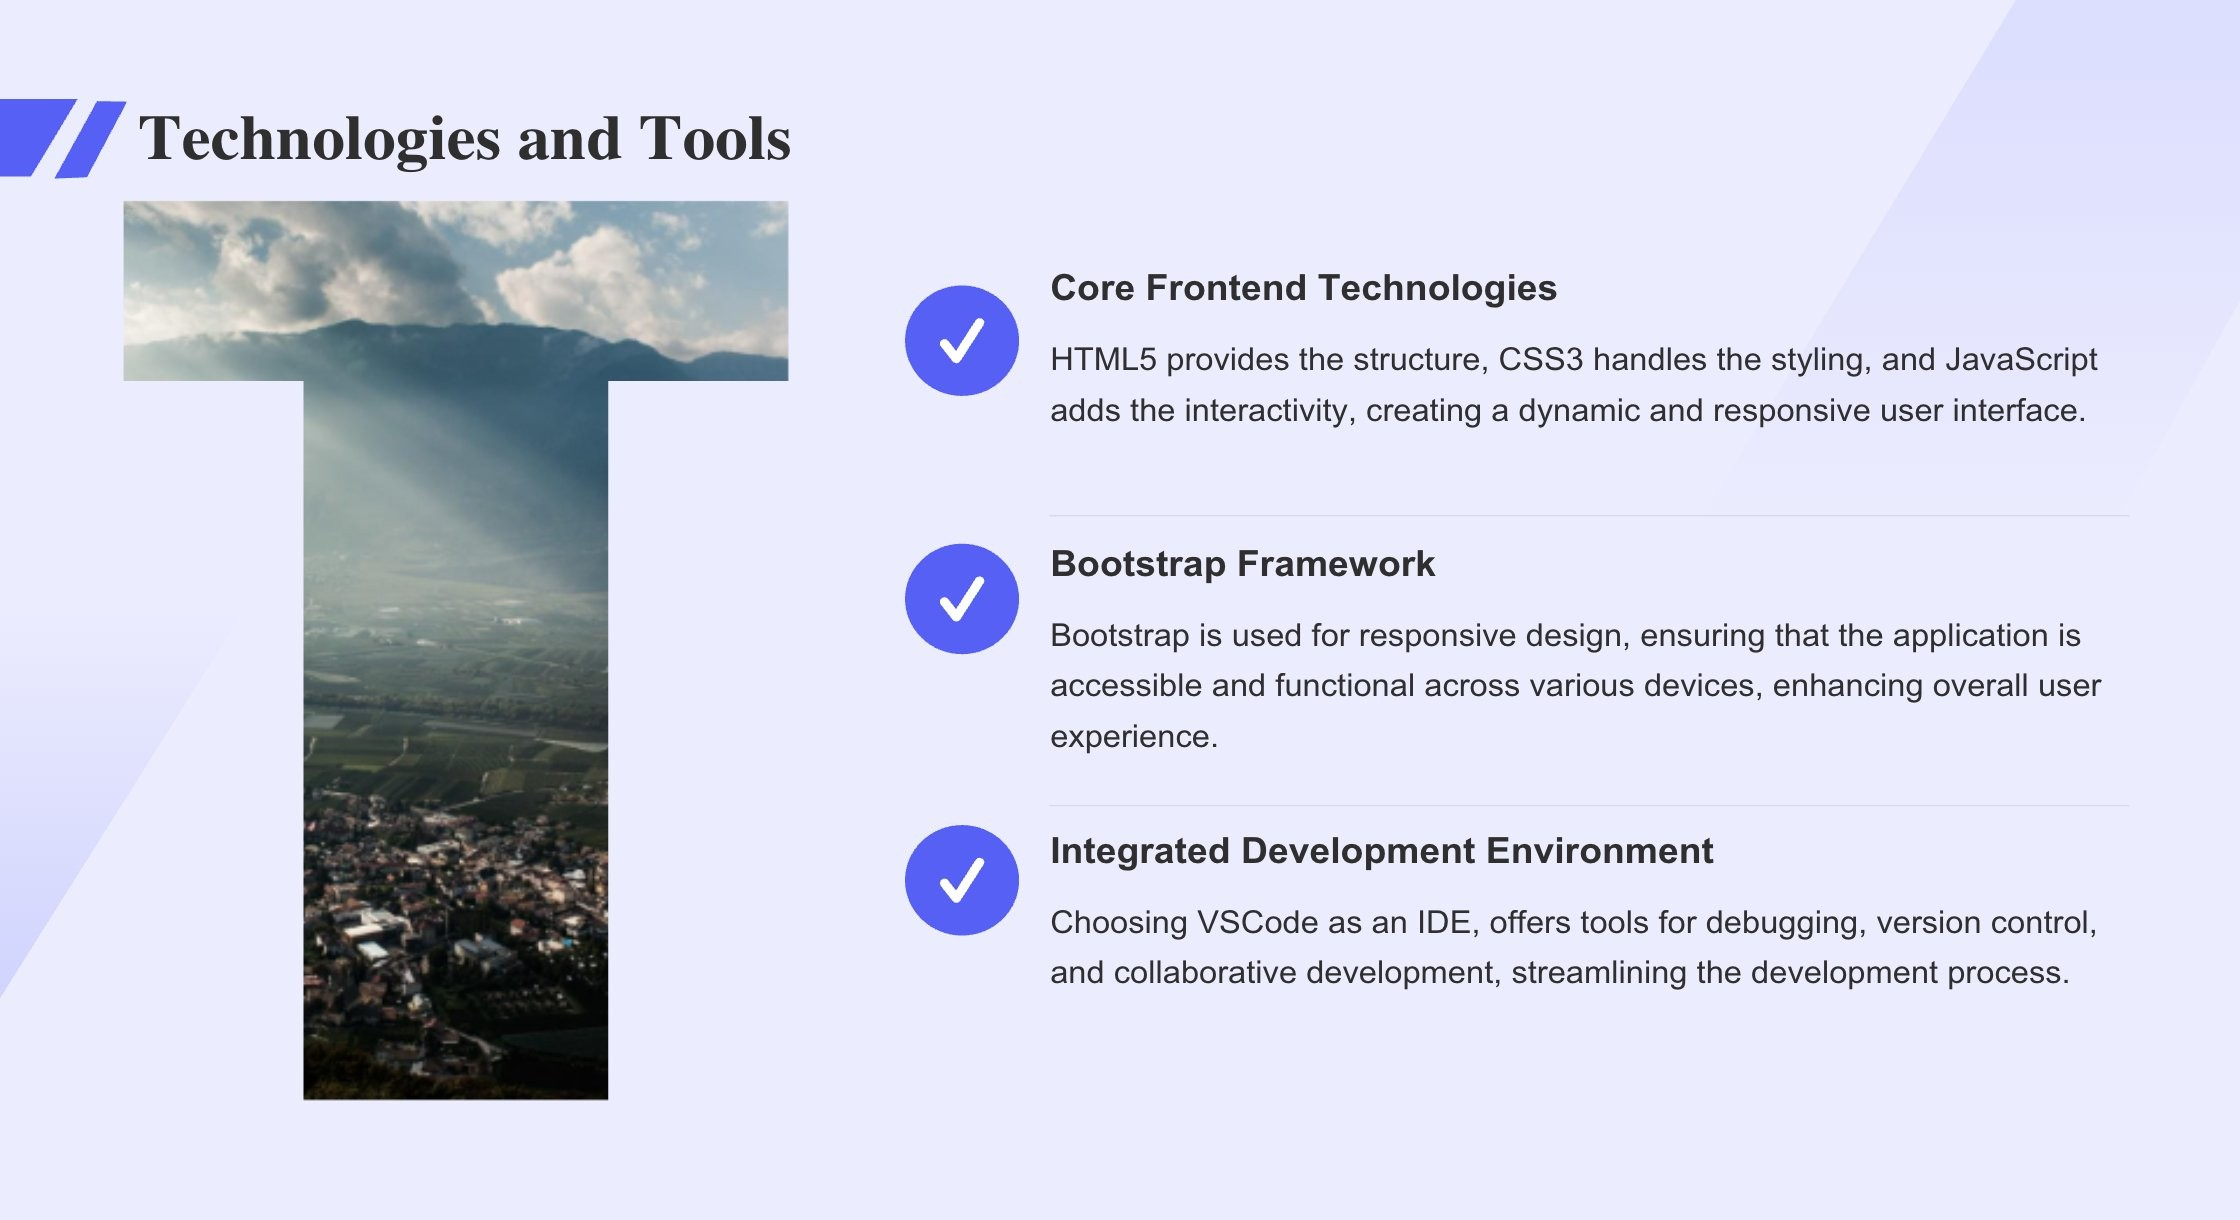 Technologies and Tools
Core Frontend Technologies
HTML5 provides the structure, CSS3 handles the styling, and JavaScript
adds the interactivity, creating a dynamic and responsive user interface.
Bootstrap Framework
Bootstrap is used for responsive design, ensuring that the application is
accessible and functional across various devices, enhancing overall user
experience.
Integrated Development Environment
Choosing VSCode as an IDE, offers tools for debugging, version control,
and collaborative development, streamlining the development process.